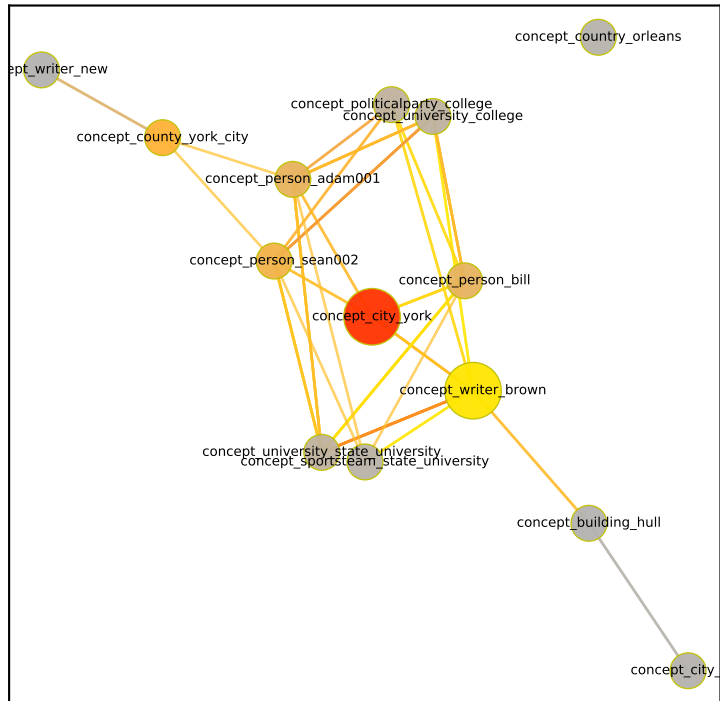 concept_country_orleans
ept_writer_new
concept_politicalparty_college
concept_university_college
concept_county_york_city
concept_person_adam001
concept_person_sean002
concept_person_bill
concept_city_york
concept_writer_brown
concept_university_state_university
concept_sportsteam_state_university
concept_building_hull
concept_city_